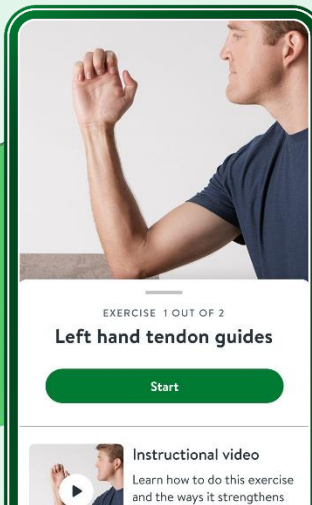 EXERCISE 1 OUT OF 2
Left hand tendon guides
Start
Instructional video
Learn how to do this exercise
and the ways it strengthens